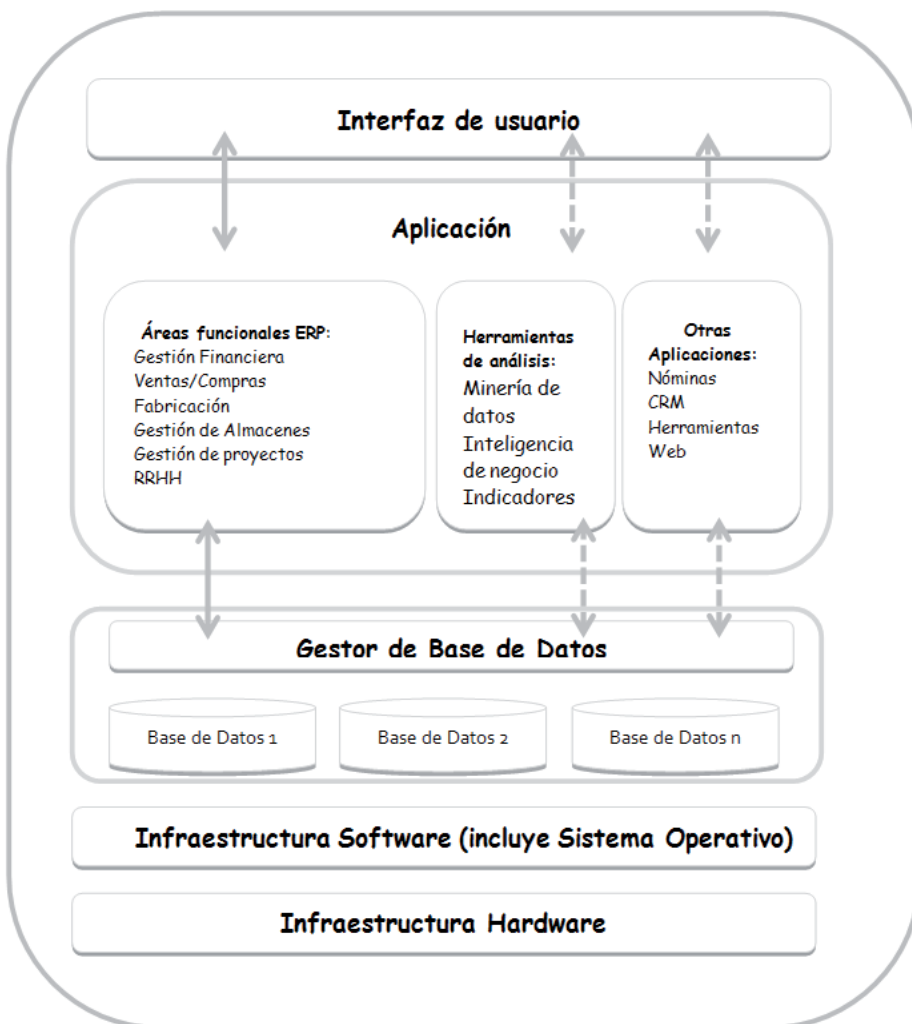 Interfaz de usuario
Aplicación
Áreas funcionales ERP:
Gestión Financiera
Ventas/Compras
Fabricación
Gestión de Almacenes
Gestión de proyectos
RRHH
Herramientas
de análisis:
Minería de
datos
Inteligencia
de negocio
Indicadores
Otras
Aplicaciones:
Nóminas
CRM
Herramientas
Web
Gestor de Base de Datos
Base de Datos 1
Base de Datos 2
Base de Datos n
Infraestructura Software (incluye Sistema Operativo)
Infraestructura Hardware